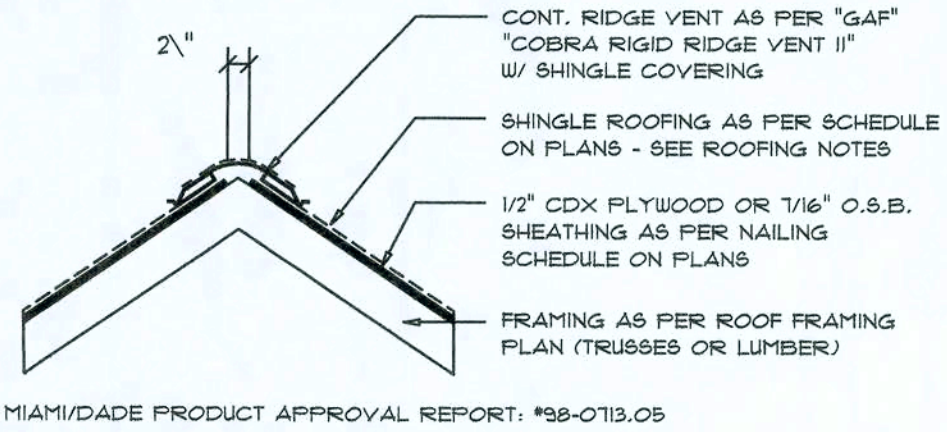 2\"
CONT. RIDGE VENT AS PER "GAF"
"COBRA RIGID RIDGE VENT II"
W/ SHINGLE COVERING
SHINGLE ROOFING AS PER SCHEDULE
ON PLANS - SEE ROOFING NOTES
1/2" CDX PLYWOOD OR 7/16" O.S.B.
SHEATHING AS PER NAILING
SCHEDULE ON PLANS
FRAMING AS PER ROOF FRAMING
PLAN (TRUSSES OR LUMBER)
MIAMI/DADE PRODUCT APPROVAL REPORT: #98-0713.05